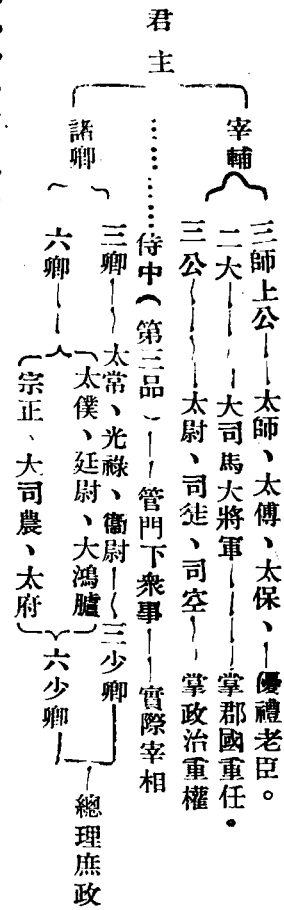 君主
宰輔
三師上公——太師、太傅、太保、——優禮老臣。
二大——大司馬大將軍——掌郡國重任。
三公——太尉、司徒、司空——掌政治重權
………侍中(第三品)——管門下衆事——實際宰相
諸卿
三卿——太常、光祿、衞尉——三少卿
六卿——太僕、廷尉、大鴻臚
宗正、大司農、太府
六少卿
總理庶政